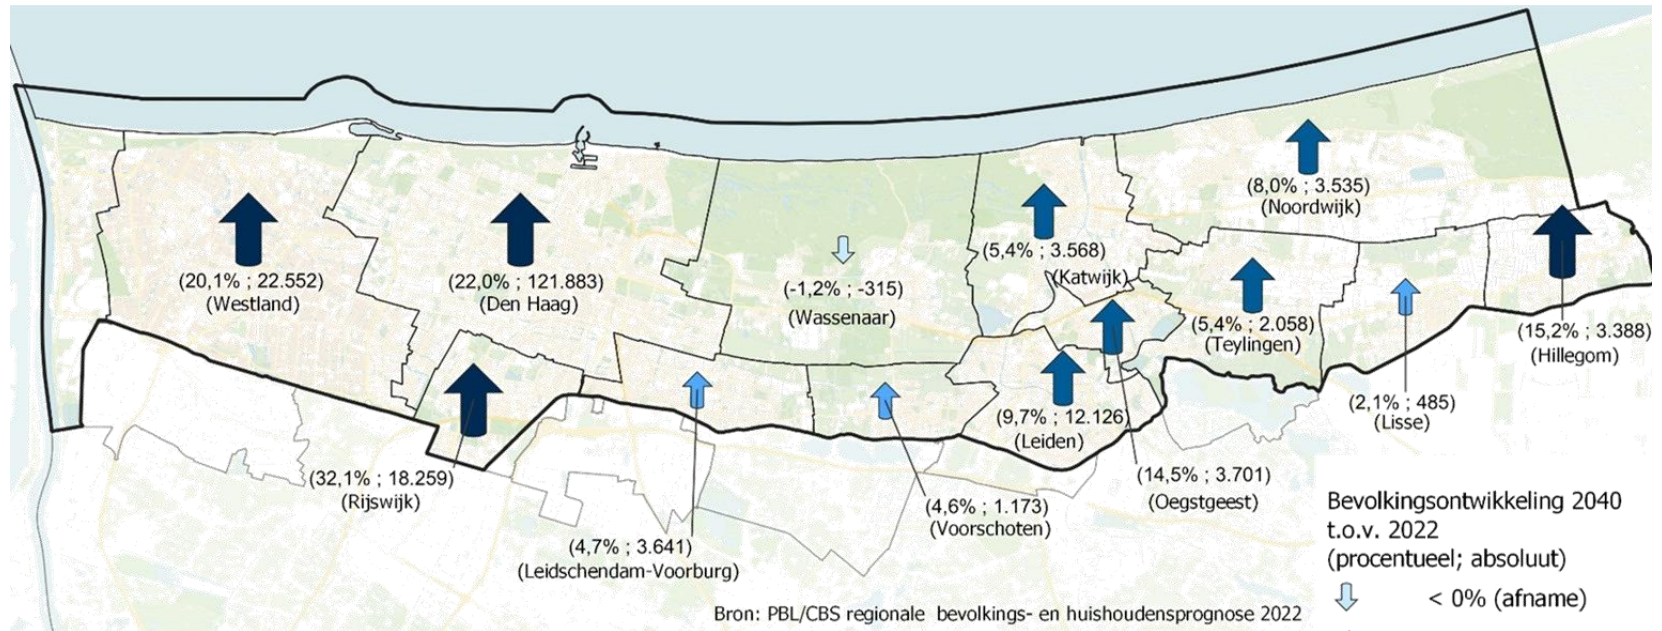 (8,0% ; 3.535)
(Noordwijk)
(5,4% ; 3.568)
(Katwijk)
(20,1% ; 22.552)
(Westland)
(22,0% ; 121.883)
(Den Haag)
(-1,2% ; -315)
(Wassenaar)
(5,4% ; 2.058)
(Teylingen)
(15,2% ; 3.388)
(Hillegom)
(2,1% ; 485)
(Lisse)
(9,7% ; 12.126)
(Leiden)
(32,1% ; 18.259)
(Rijswijk)
(14,5% ; 3.701)
(Oegstgeest)
(4,6% ; 1.173)
(Voorschoten)
(4,7% ; 3.641)
(Leidschendam-Voorburg)
Bevolkingsontwikkeling 2040
t.o.v. 2022
(procentueel; absoluut)
< 0% (afname)
Bron: PBL/CBS regionale bevolkings- en huishoudensprognose 2022